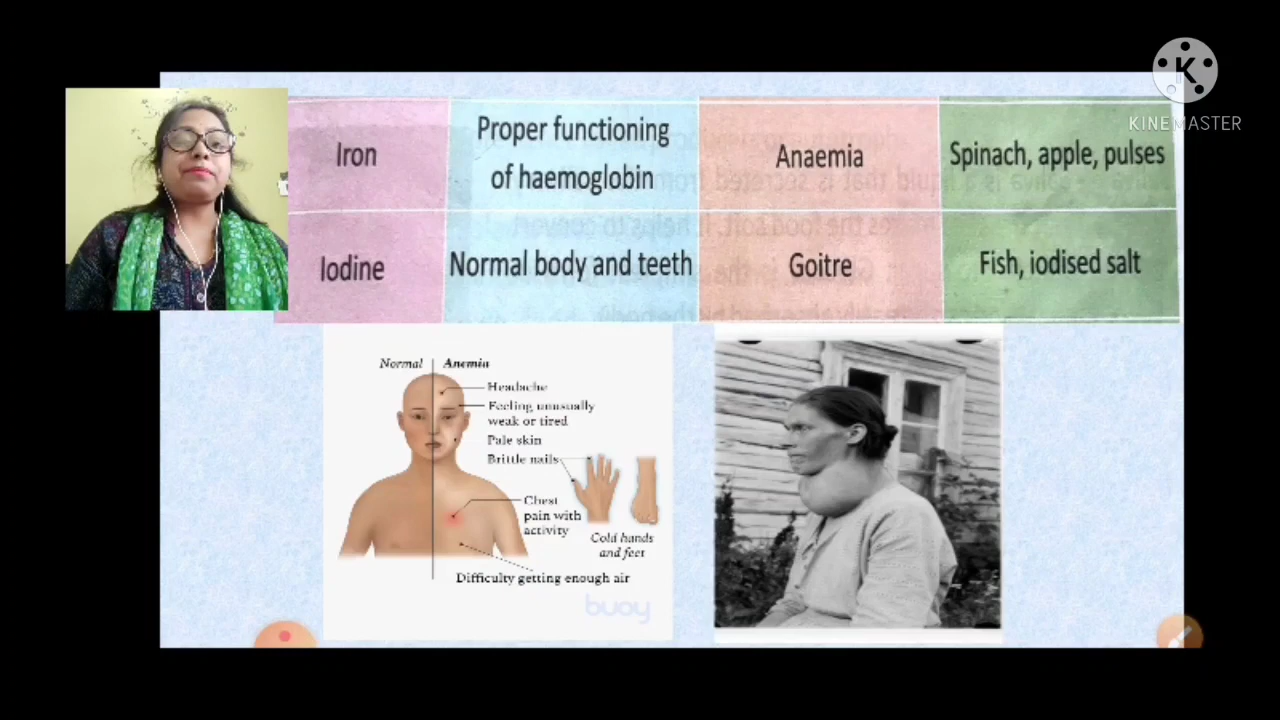 KINEMASTER
Iron
Proper functioning
of haemoglobin
Anaemia
Spinach, apple, pulses
Iodine
Normal body and teeth
Goitre
Fish, iodised salt
Normal
Anemia
Headache
Feeling unusually
weak or tired
Pale skin
Brittle nails
Chest
pain with
activity
Cold hands
and feet
Difficulty getting enough air
buoy